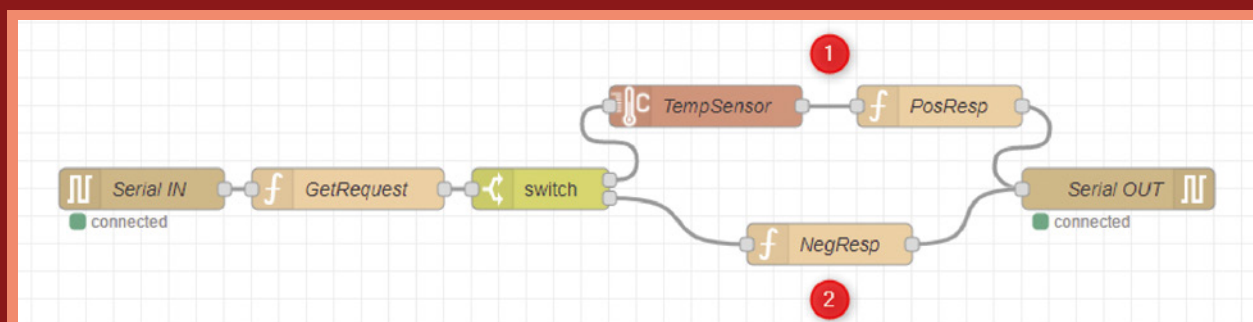 1
C TempSensor
f PosResp
Serial IN
f GetRequest
switch
Serial OUT
connected
connected
f NegResp
2